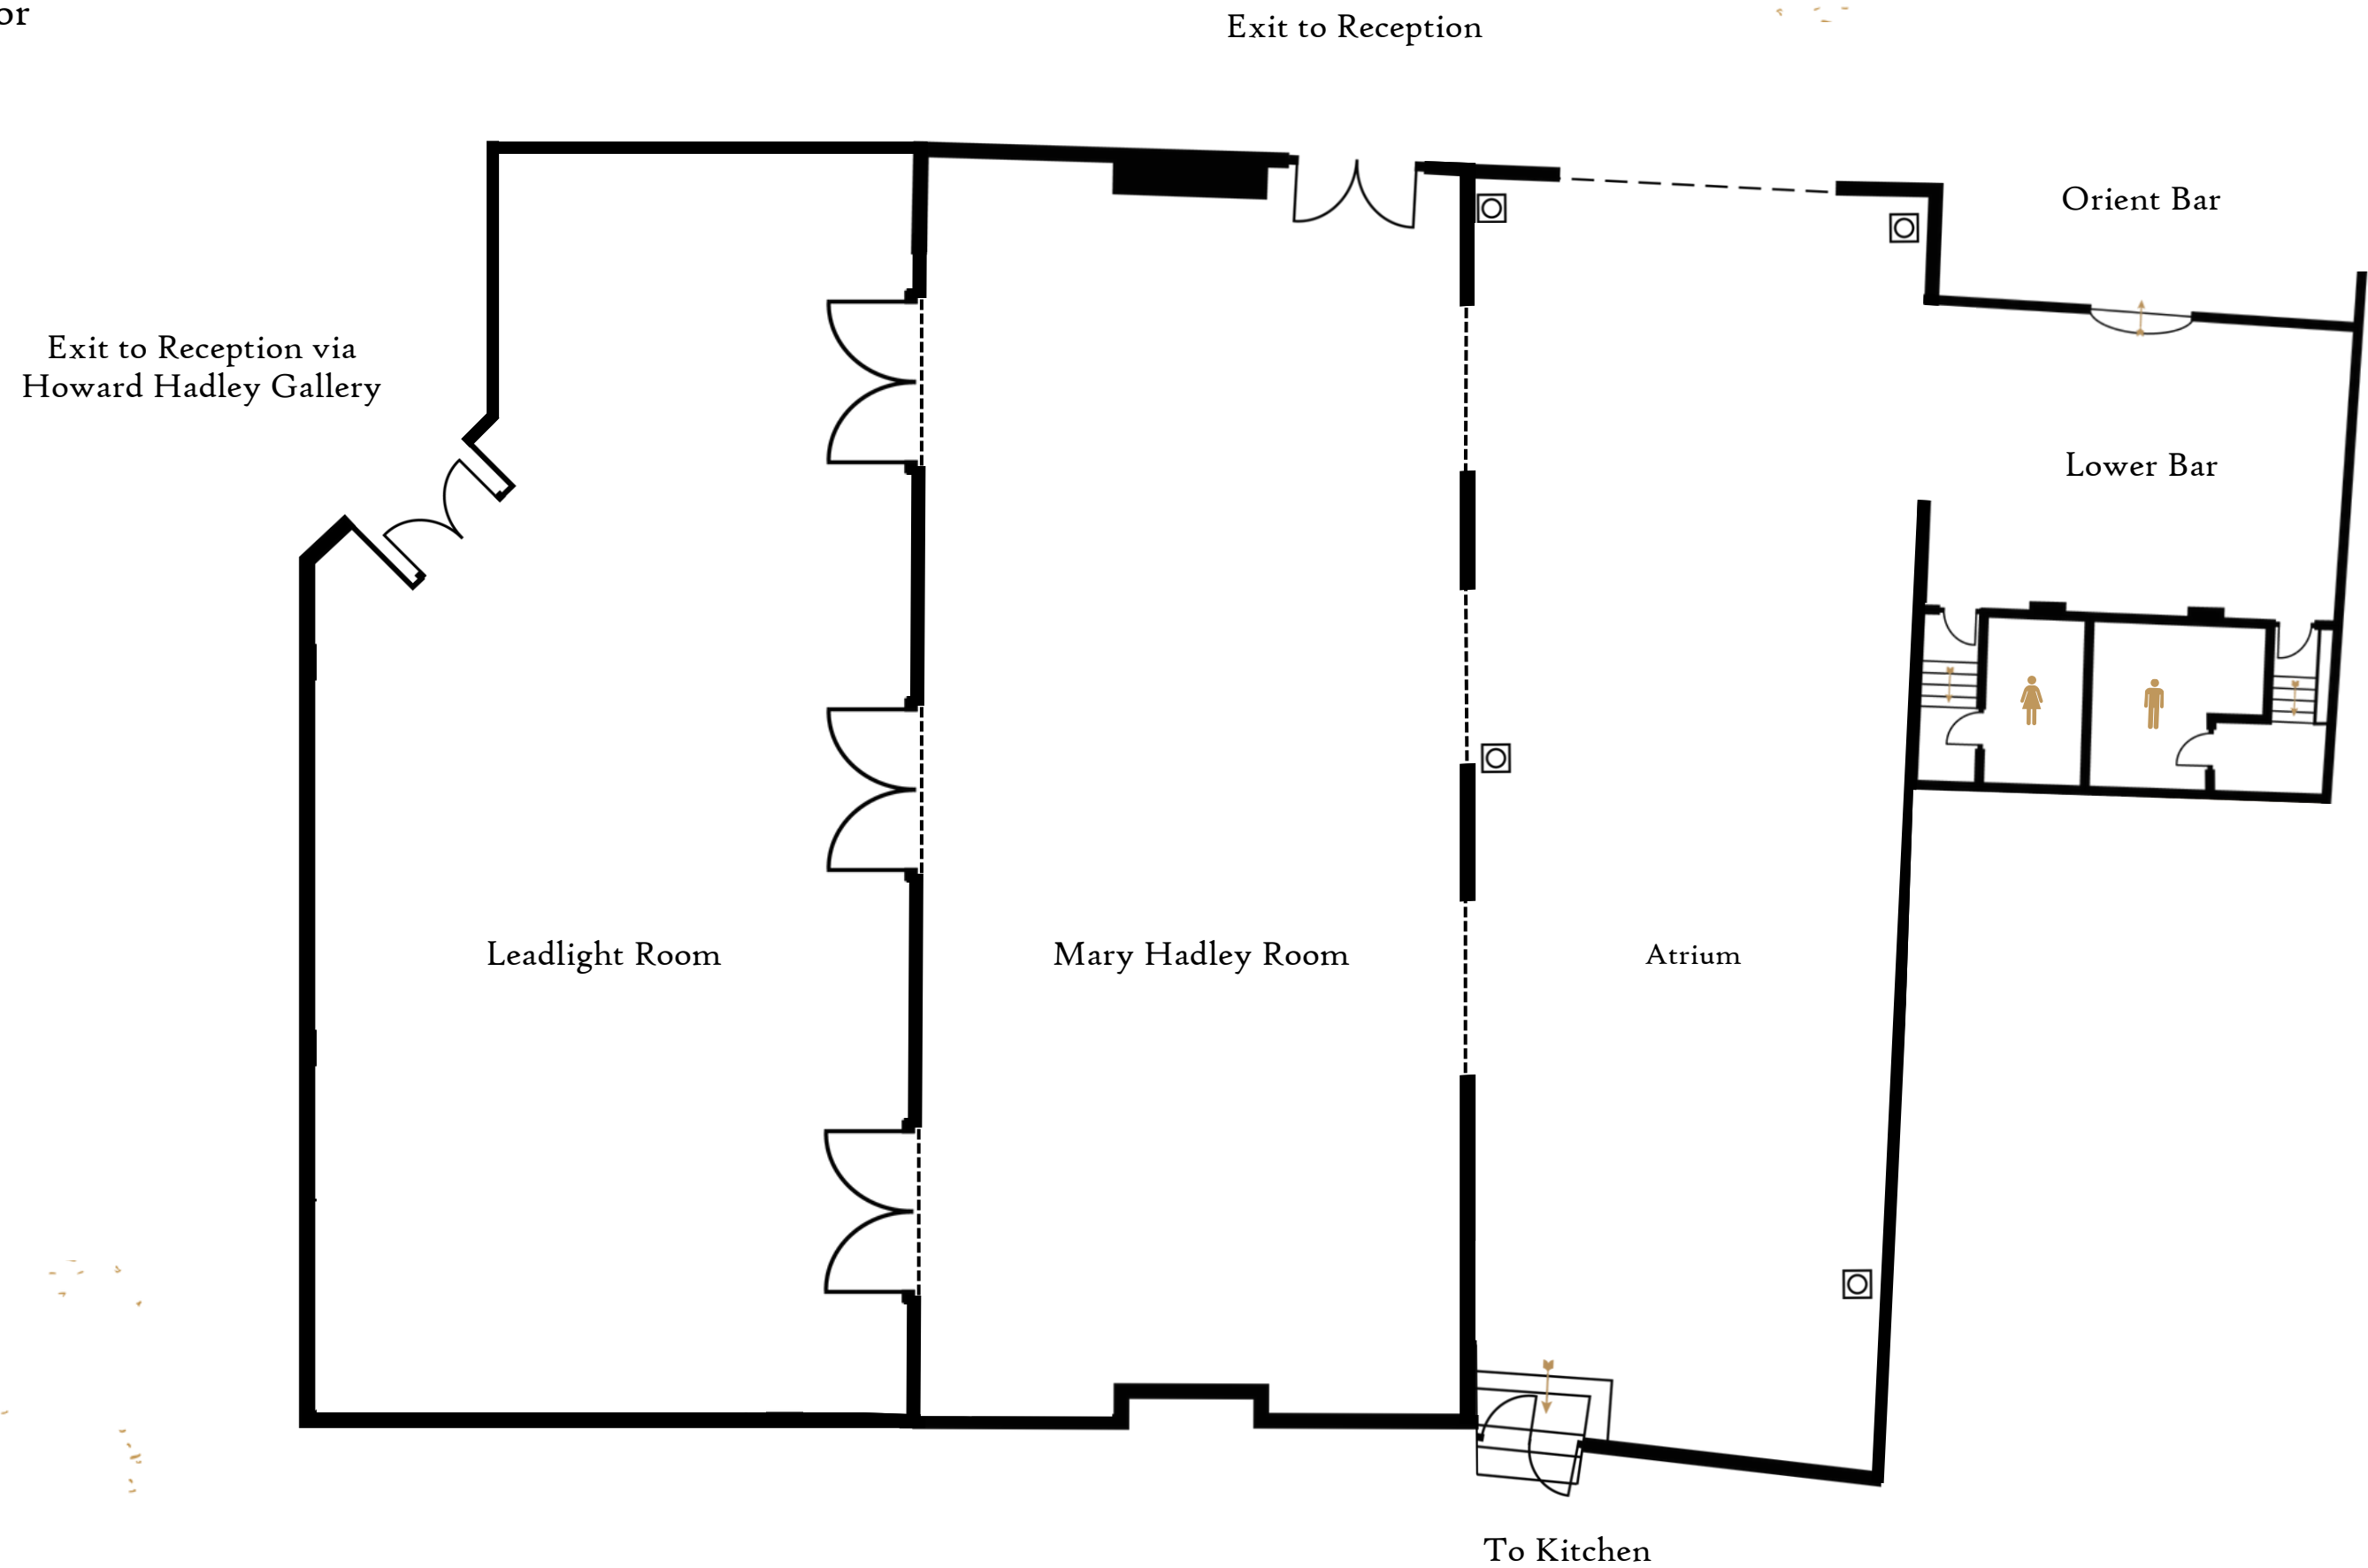 or
Exit to Reception
Orient Bar
Exit to Reception via
Howard Hadley Gallery
Lower Bar
Leadlight Room
Mary Hadley Room
Atrium
To Kitchen